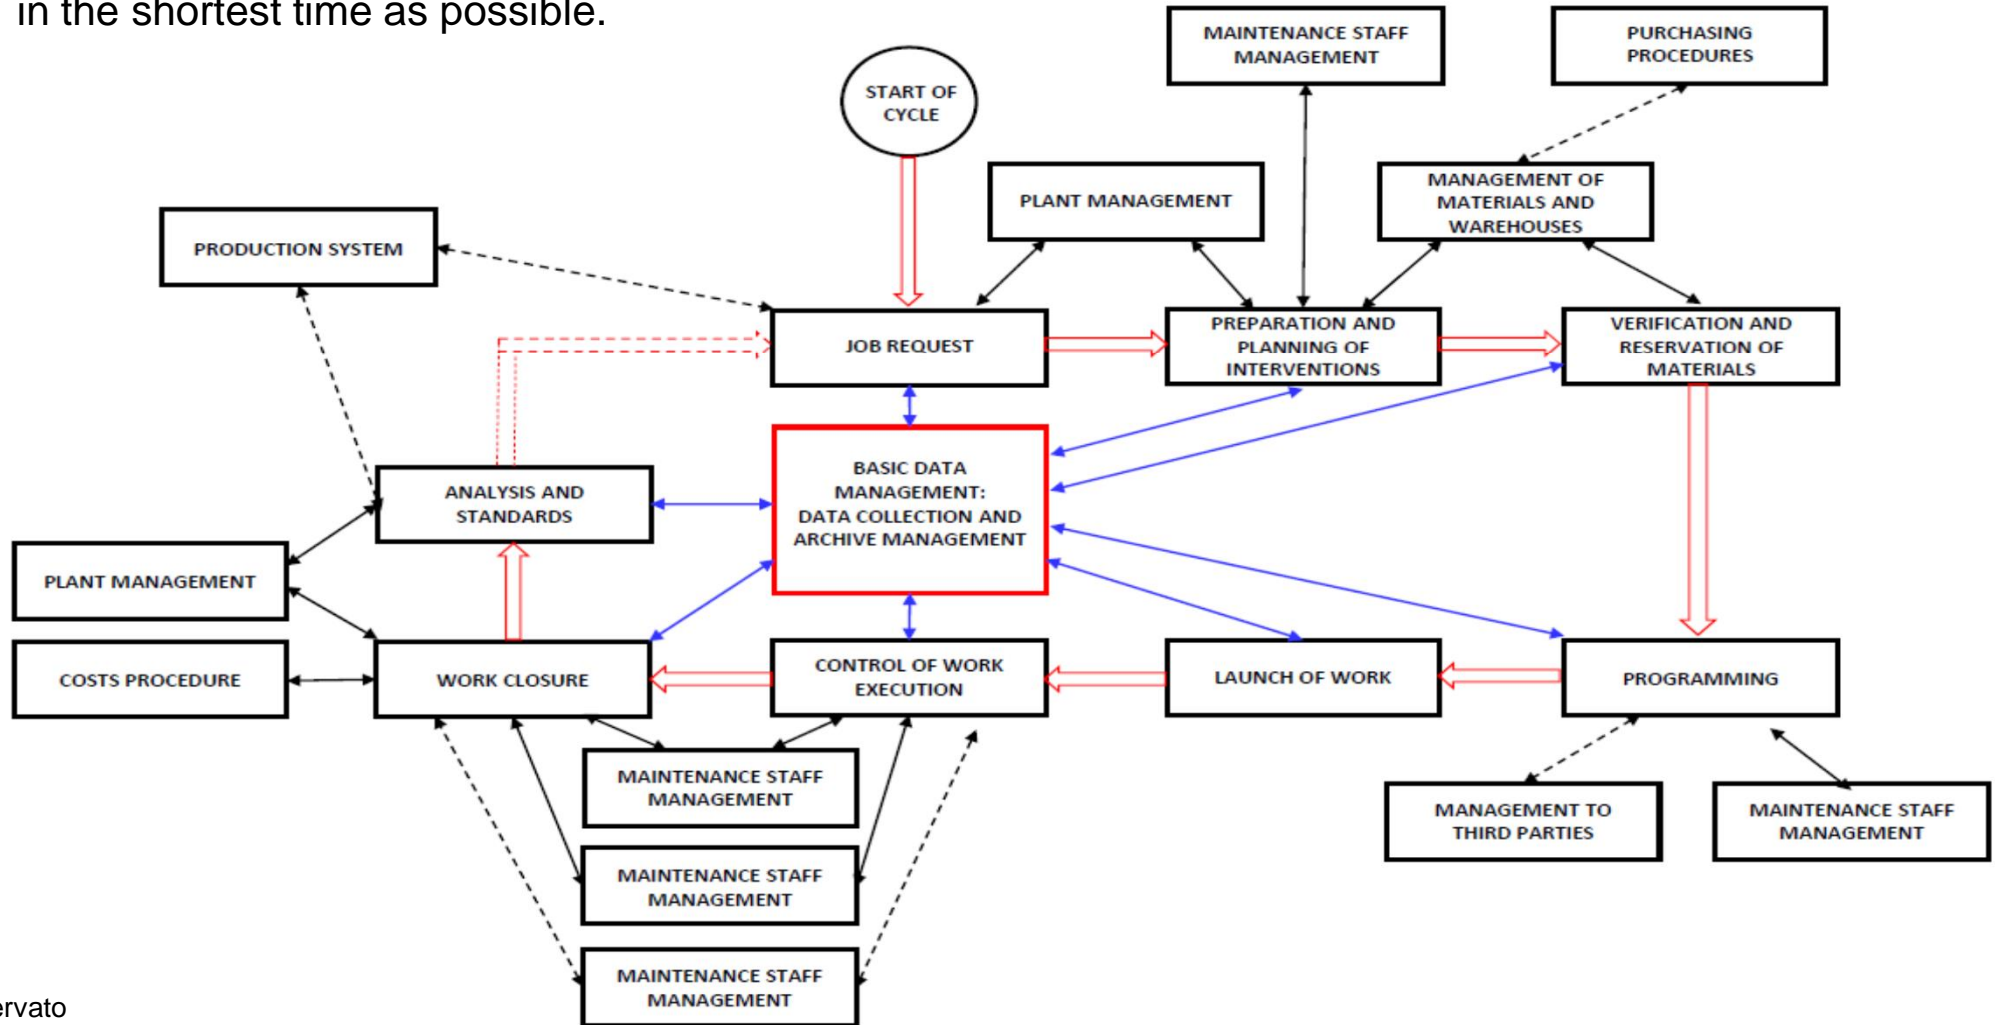 in the shortest time as possible.
MAINTENANCE STAFF
MANAGEMENT
PURCHASING
PROCEDURES
START OF
CYCLE
PLANT MANAGEMENT
MANAGEMENT OF
MATERIALS AND
WAREHOUSES
PRODUCTION SYSTEM
JOB REQUEST
PREPARATION AND
PLANNING OF
INTERVENTIONS
VERIFICATION AND
RESERVATION OF
MATERIALS
ANALYSIS AND
STANDARDS
BASIC DATA
MANAGEMENT:
DATA COLLECTION AND
ARCHIVE MANAGEMENT
PLANT MANAGEMENT
COSTS PROCEDURE
WORK CLOSURE
CONTROL OF WORK
EXECUTION
LAUNCH OF WORK
PROGRAMMING
MAINTENANCE STAFF
MANAGEMENT
MANAGEMENT TO
THIRD PARTIES
MAINTENANCE STAFF
MANAGEMENT
MAINTENANCE STAFF
MANAGEMENT
MAINTENANCE STAFF
MANAGEMENT
ervato